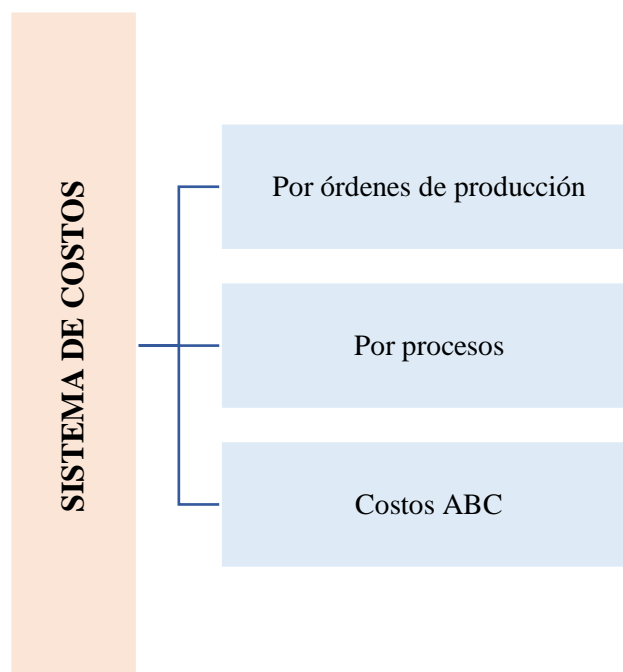 SISTEMA DE COSTOS
Por órdenes de producción
Por procesos
Costos ABC